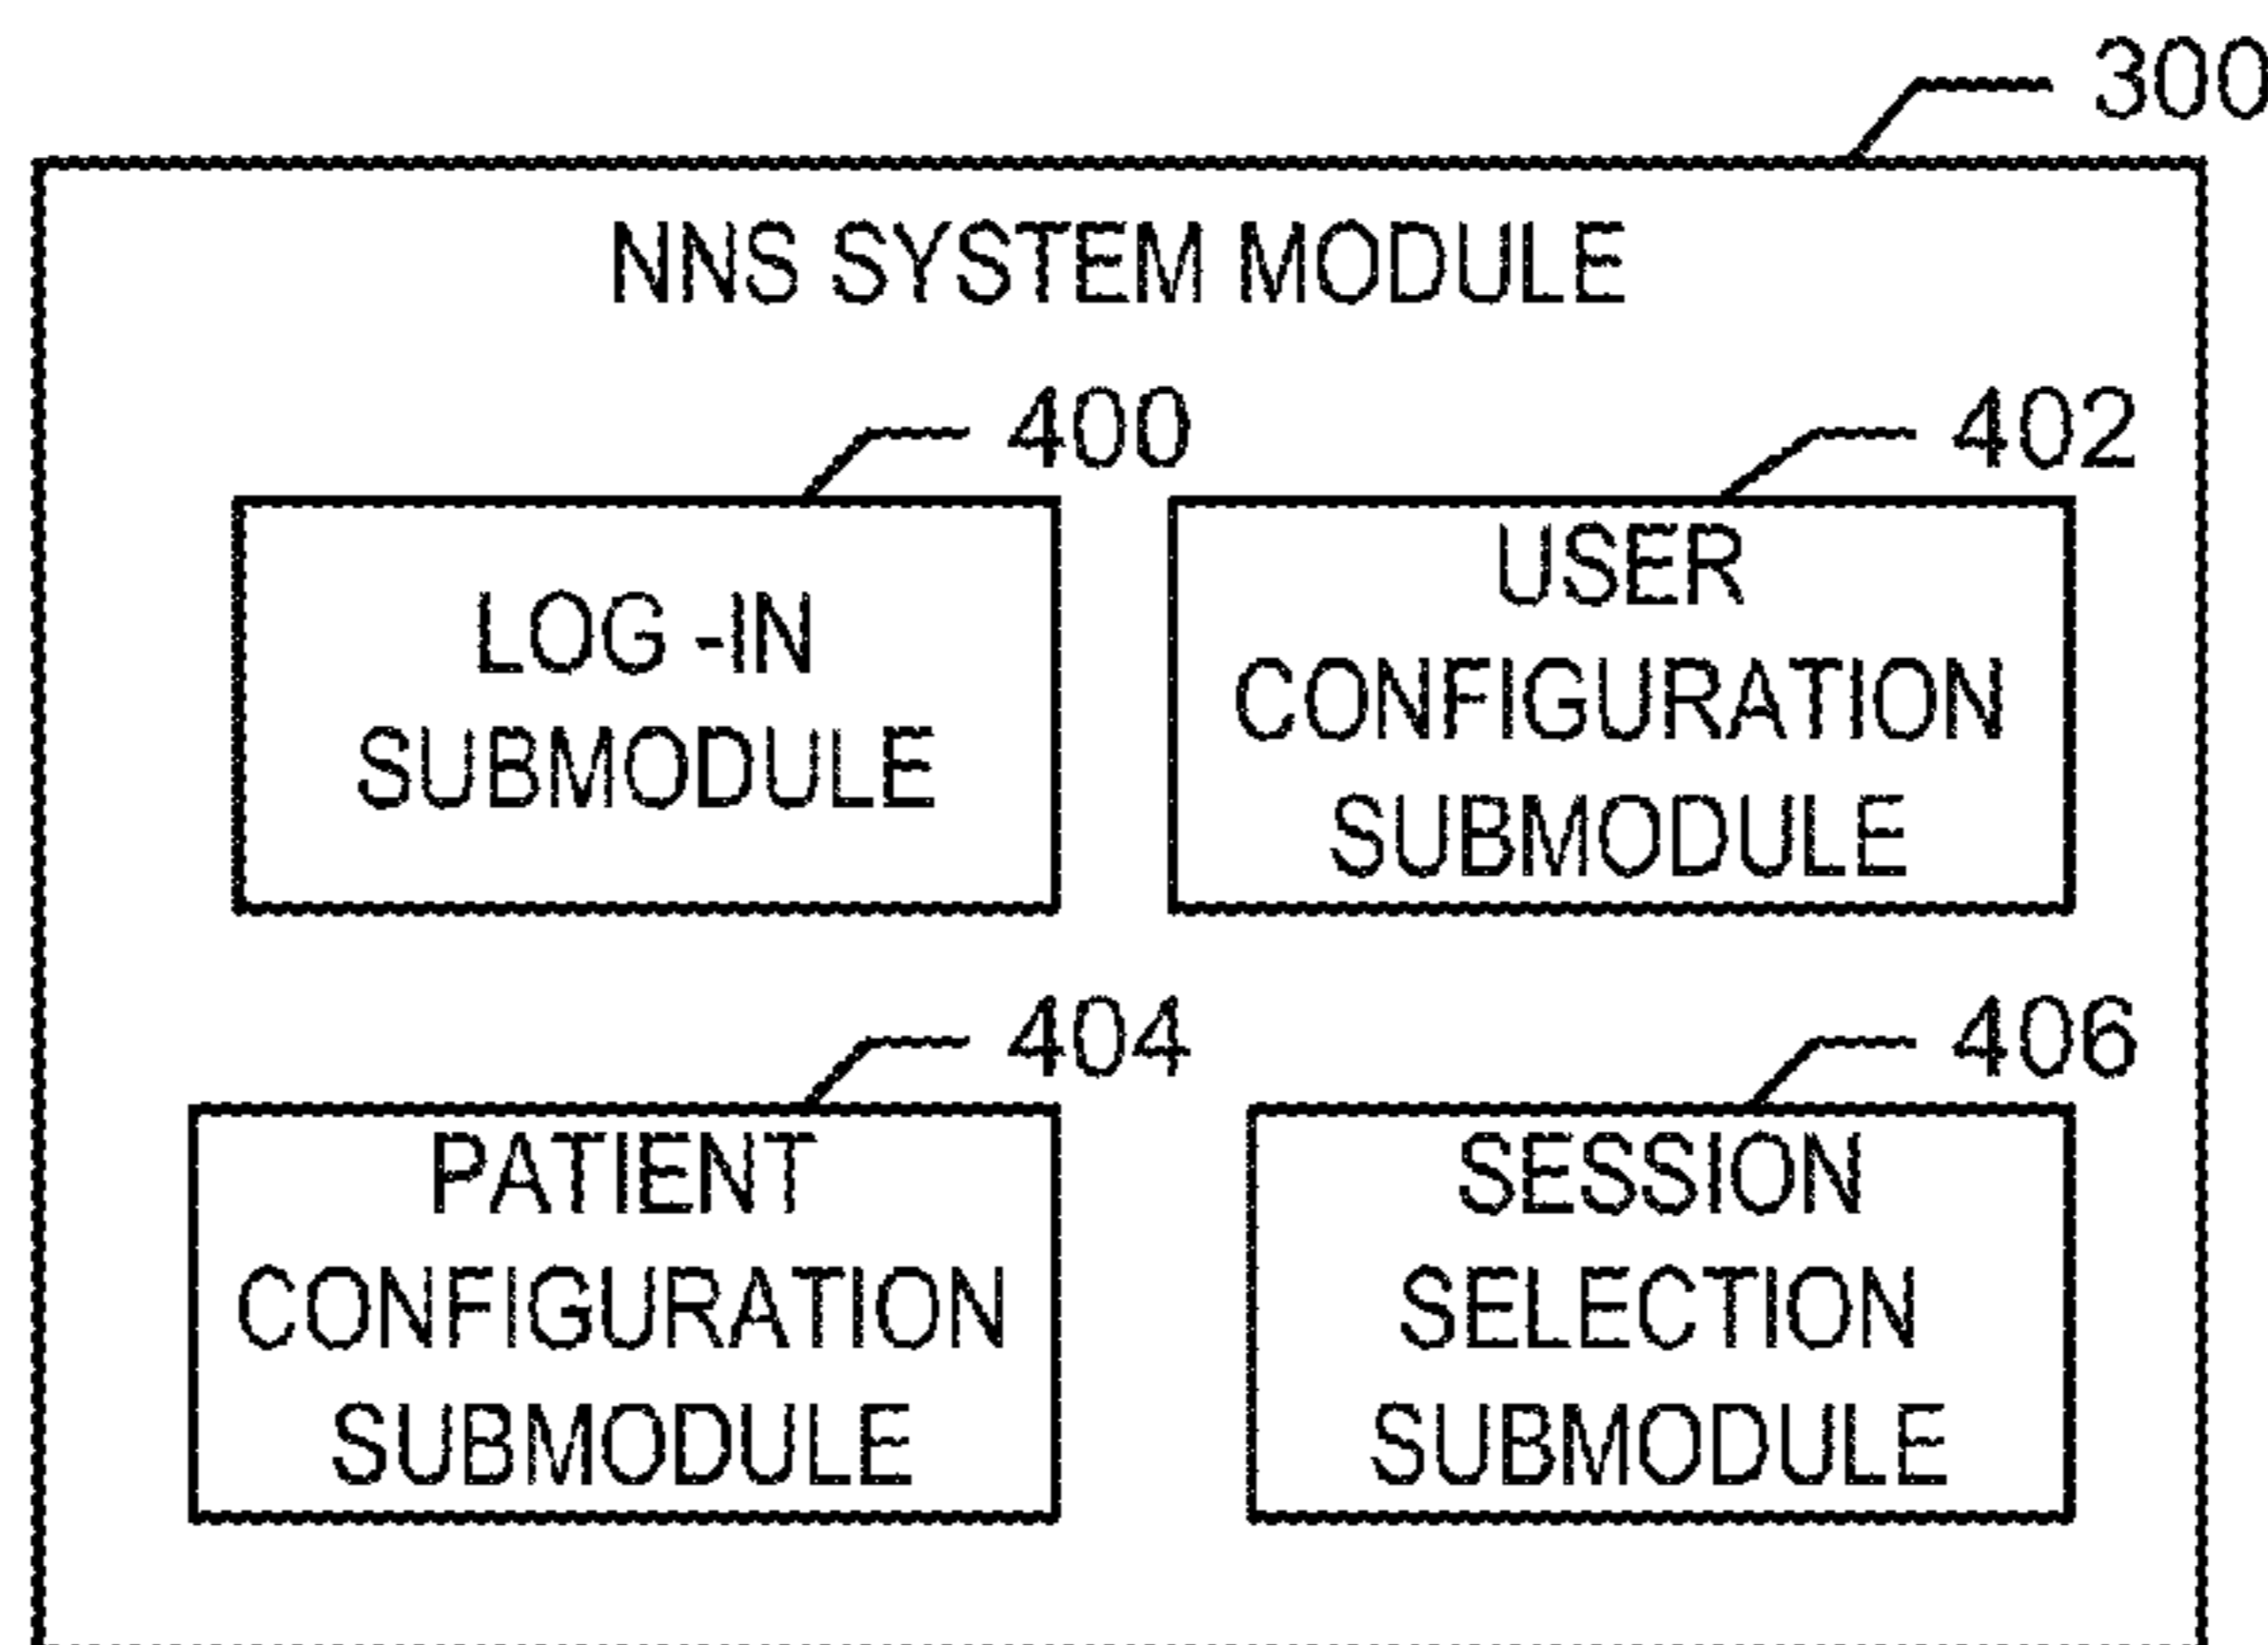 300
NNS SYSTEM MODULE
400
402
LOG -IN
SUBMODULE
USER
CONFIGURATION
SUBMODULE
404
406
PATIENT
CONFIGURATION
SUBMODULE
SESSION
SELECTION
SUBMODULE